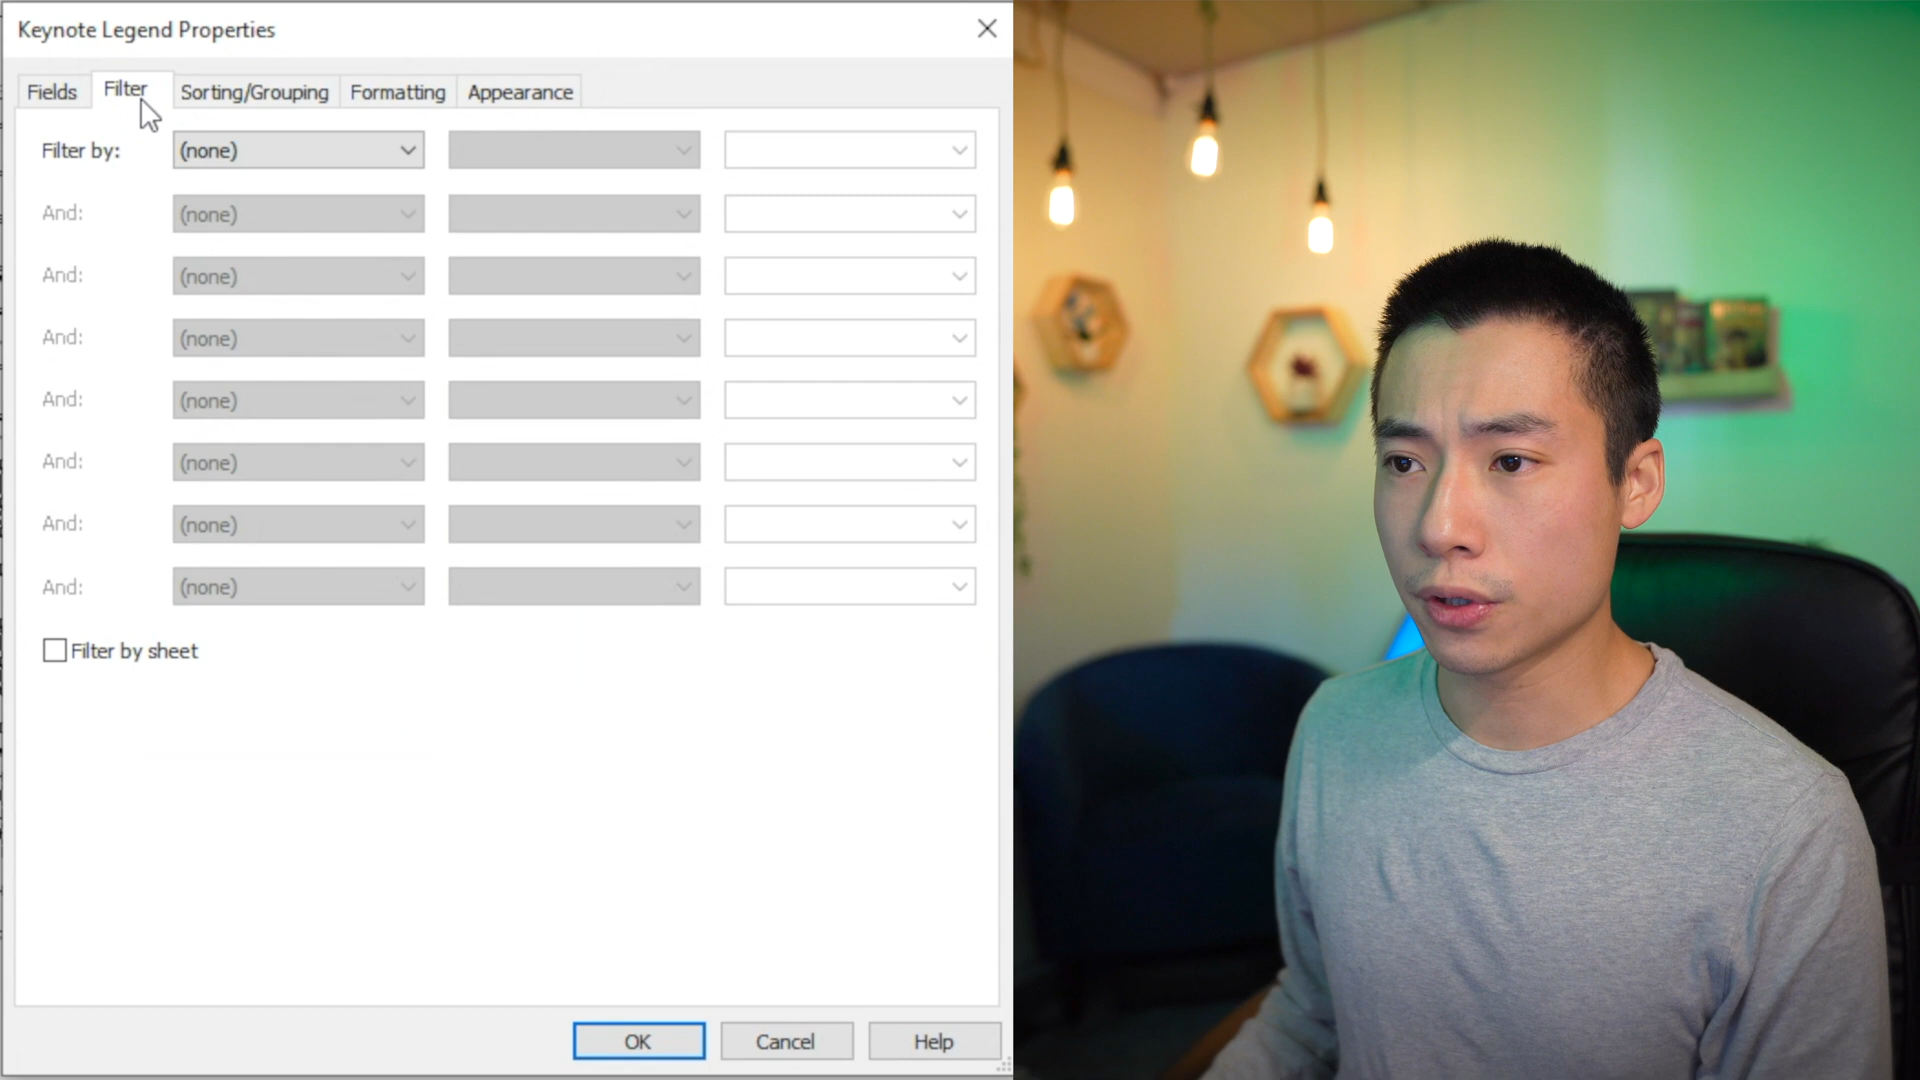 Keynote Legend Properties
Fields Filter Sorting/Grouping Formatting Appearance
Filter by: (none)
And: (none)
And: (none)
And: (none)
And: (none)
And: (none)
And: (none)
And: (none)
Filter by sheet
OK Cancel Help